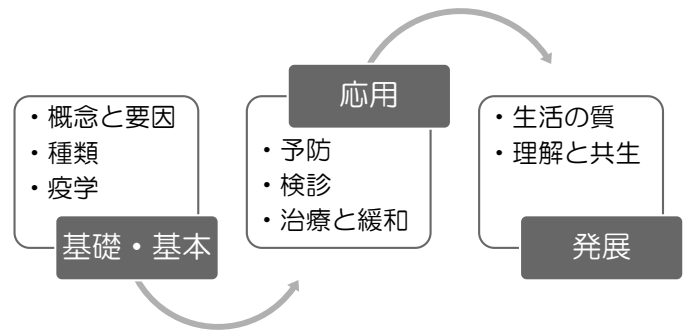 ・概念と要因
・種類
・疫学
基礎・基本
応用
・予防
・検診
・治療と緩和
・生活の質
・理解と共生
発展